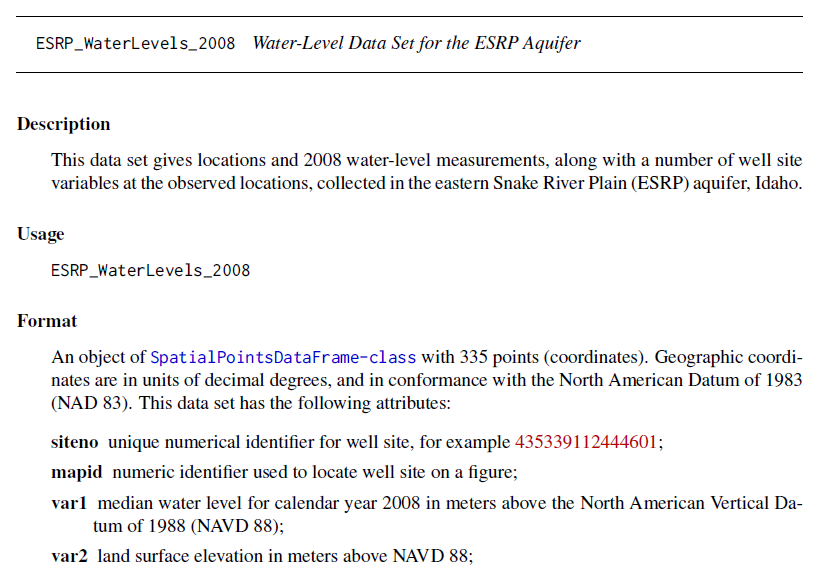 ESRP_WaterLevels_2008 Water-Level Data Set for the ESRP Aquifer
Description
This data set gives locations and 2008 water-level measurements, along with a number of well site
variables at the observed locations, collected in the eastern Snake River Plain (ESRP) aquifer, Idaho.
Usage
ESRP_WaterLevels_2008
Format
An object of SpatialPointsDataFrame-class with 335 points (coordinates). Geographic coordi-
nates are in units of decimal degrees, and in conformance with the North American Datum of 1983
(NAD 83). This data set has the following attributes:
siteno unique numerical identifier for well site, for example 435339112444601;
mapid numeric identifier used to locate well site on a figure;
var1 median water level for calendar year 2008 in meters above the North American Vertical Da-
tum of 1988 (NAVD 88);
var2 land surface elevation in meters above NAVD 88;